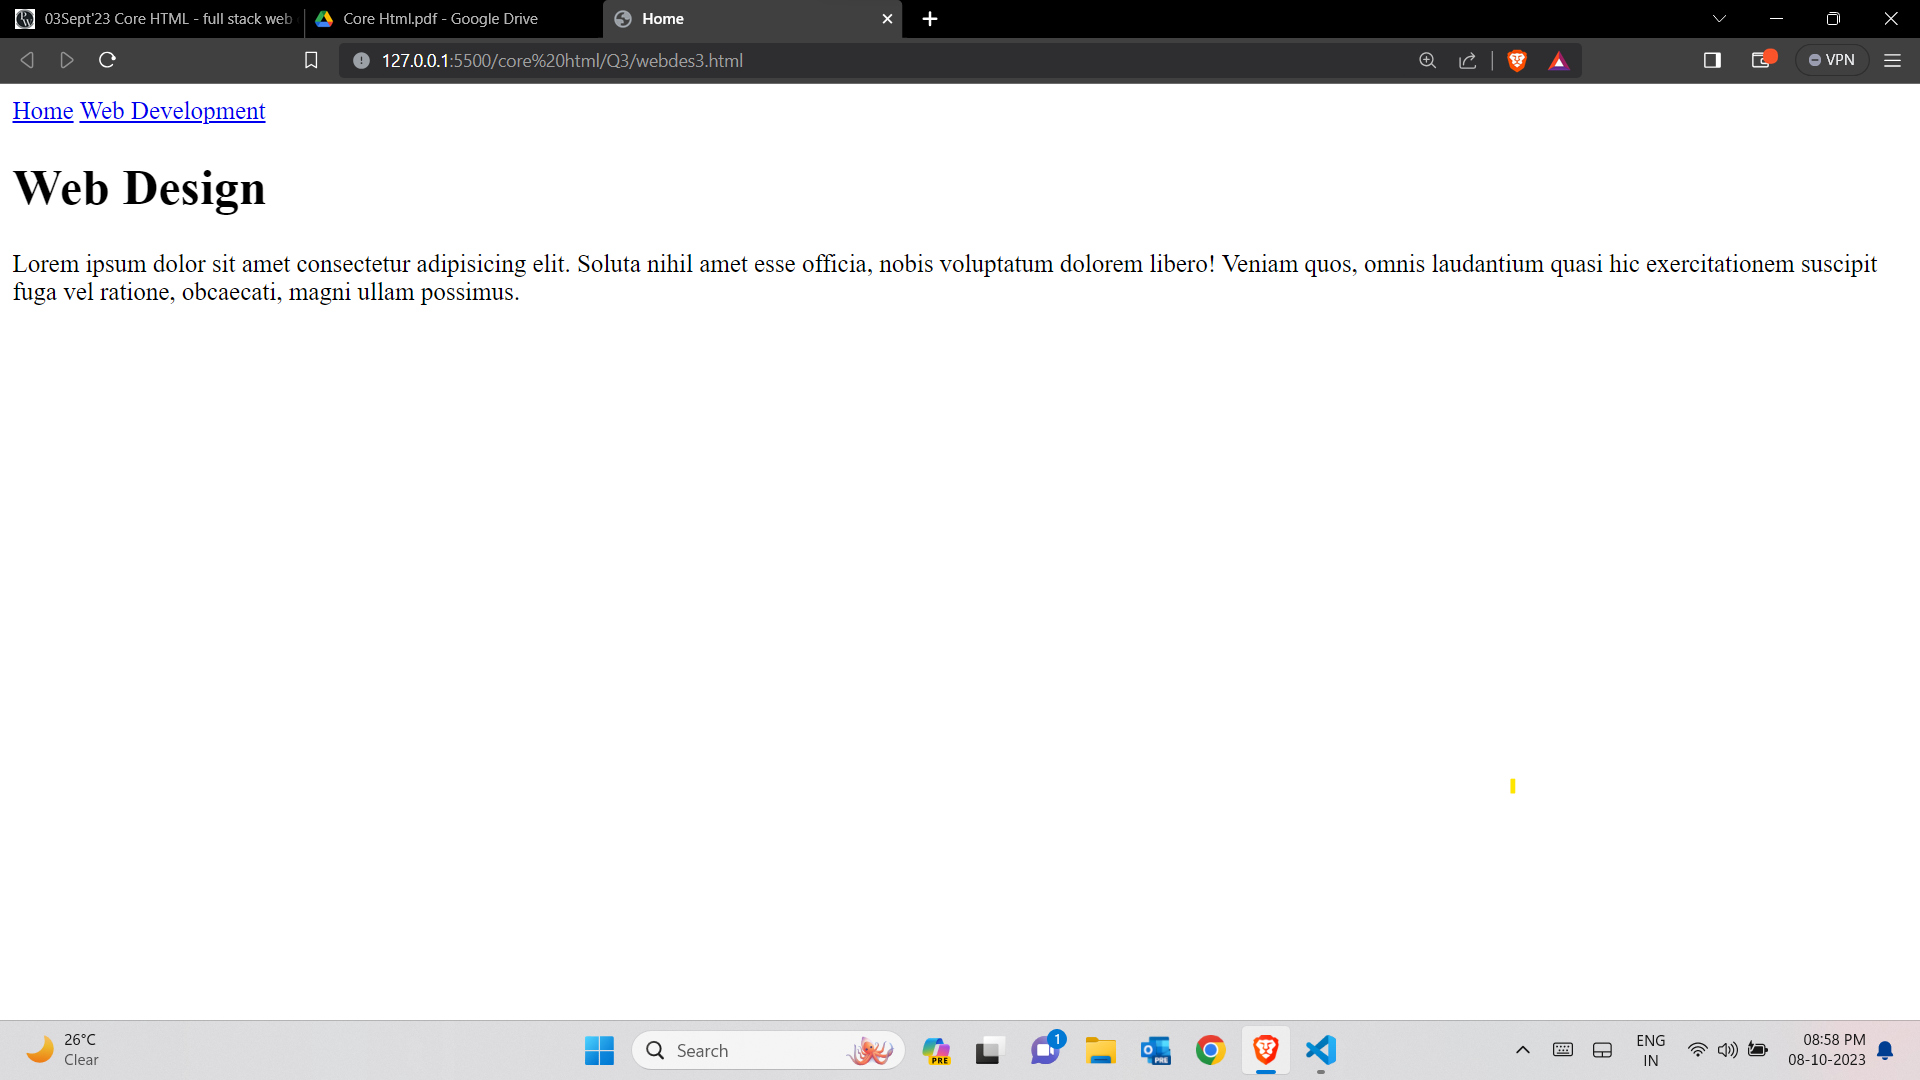 03Sept'23 Core HTML - full stack web
Core Html.pdf - Google Drive
Home
127.0.0.1:5500/core%20html/Q3/webdes3.html
VPN
Home Web Development
Web Design
Lorem ipsum dolor sit amet consectetur adipisicing elit. Soluta nihil amet esse officia, nobis voluptatum dolorem libero! Veniam quos, omnis laudantium quasi hic exercitationem suscipit
fuga vel ratione, obcaecati, magni ullam possimus.
26°C
Clear
Search
PRE
1
PRE
ENG
IN
08:58 PM
08-10-2023